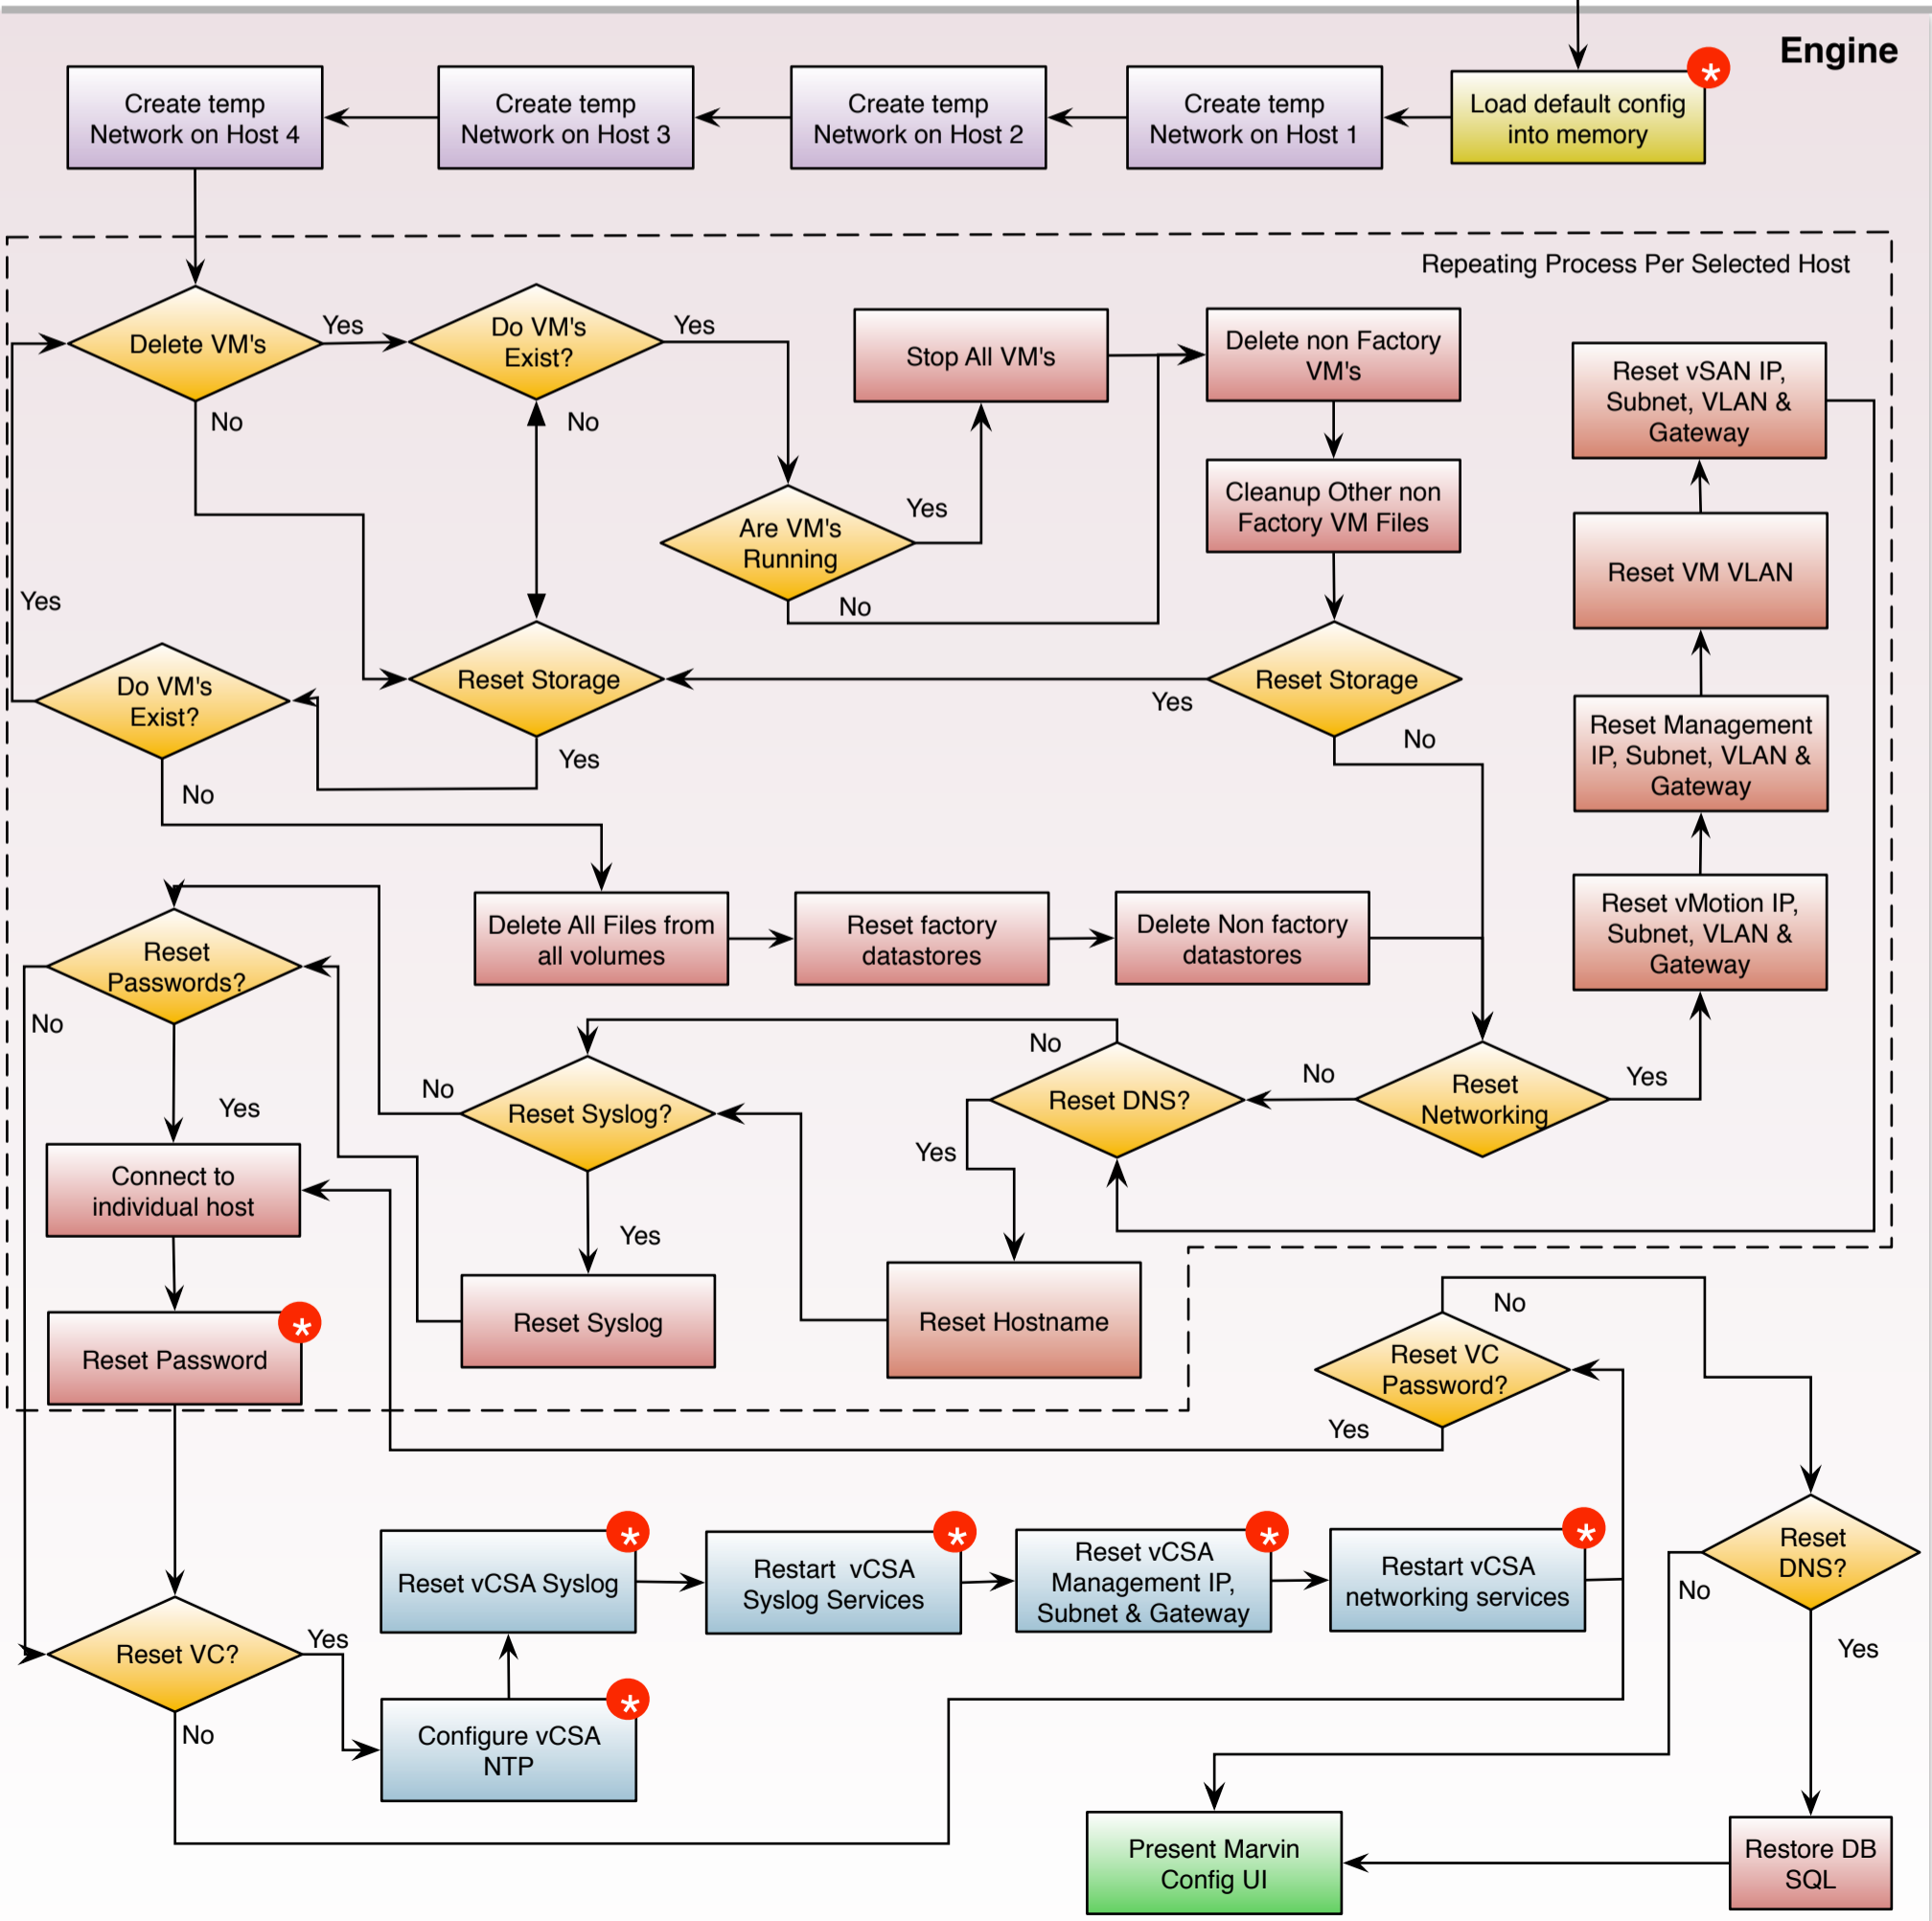 Engine
Create temp
Network on Host 4
Create temp
Network on Host 3
Create temp
Network on Host 2
Create temp
Network on Host 1
Load default config
into memory
*
Repeating Process Per Selected Host
Delete VM's
Yes
No
Do VM's
Exist?
Yes
No
Stop All VM's
Delete non Factory
VM's
Reset vSAN IP,
Subnet, VLAN &
Gateway
Are VM's
Running
Yes
No
Cleanup Other non
Factory VM Files
Reset VM VLAN
Yes
Do VM's
Exist?
No
Reset Storage
Yes
Reset Storage
Yes
No
Reset Management
IP, Subnet, VLAN &
Gateway
Reset
Passwords?
No
Yes
Delete All Files from
all volumes
Reset factory
datastores
Delete Non factory
datastores
Reset vMotion IP,
Subnet, VLAN &
Gateway
Reset Syslog?
No
Yes
Reset DNS?
No
Yes
Reset
Networking
No
Yes
Connect to
individual host
Reset Password
*
Reset Syslog
Reset Hostname
Reset VC
Password?
No
Yes
Reset vCSA Syslog
*
Restart  vCSA
Syslog Services
*
Reset vCSA
Management IP,
Subnet & Gateway
*
Restart vCSA
networking services
*
Reset
DNS?
No
Yes
Reset VC?
Yes
No
Configure vCSA
NTP
*
Present Marvin
Config UI
Restore DB
SQL